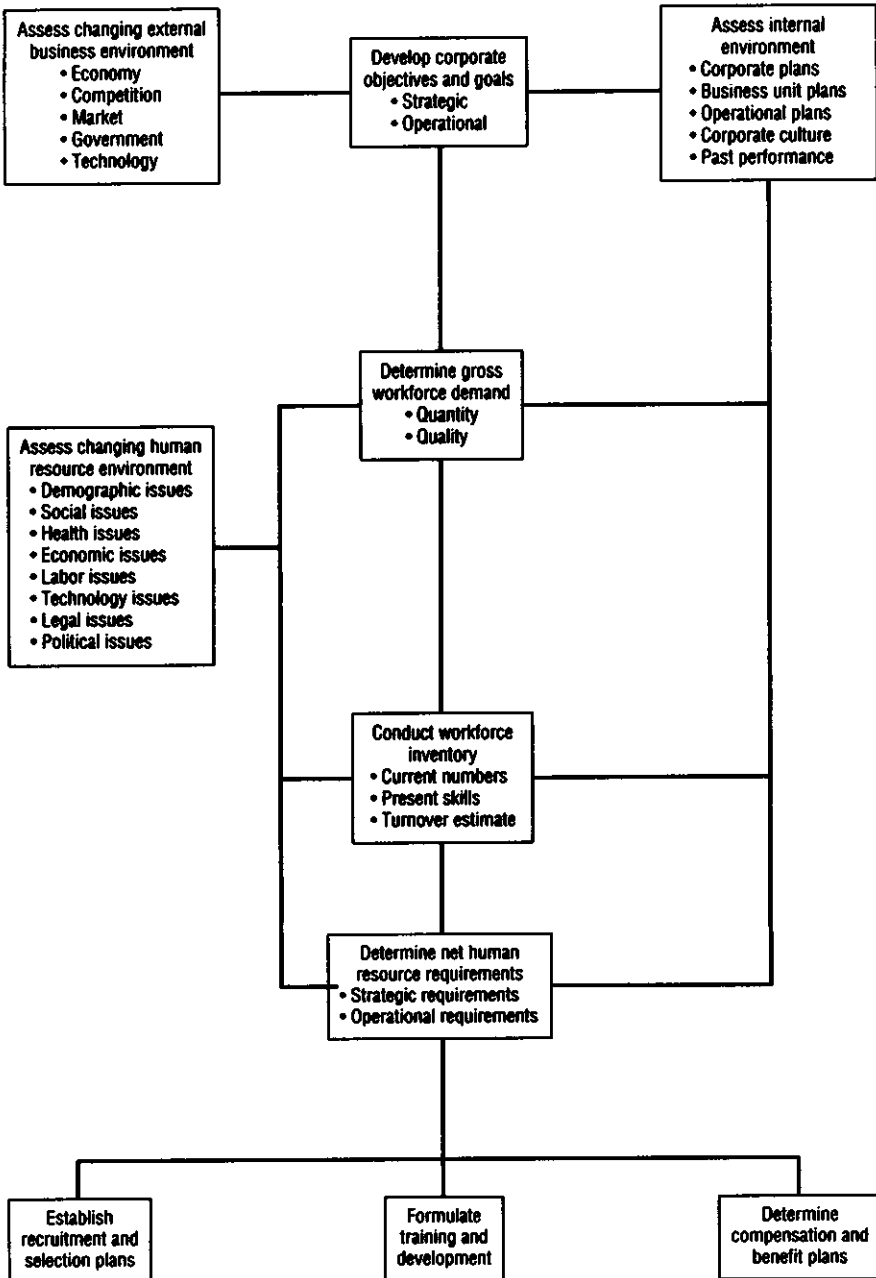 Assess changing external
business environment
• Economy
• Competition
• Market
• Government
• Technology
Develop corporate
objectives and goals
• Strategic
• Operational
Assess internal
environment
• Corporate plans
• Business unit plans
• Operational plans
• Corporate culture
• Past performance
Determine gross
workforce demand
• Quantity
• Quality
Assess changing human
resource environment
• Demographic issues
• Social issues
• Health issues
• Economic issues
• Labor issues
• Technology issues
• Legal issues
• Political issues
Conduct workforce
inventory
• Current numbers
• Present skills
• Turnover estimate
Determine net human
resource requirements
• Strategic requirements
• Operational requirements
Establish
recruitment and
selection plans
Formulate
training and
development
Determine
compensation and
benefit plans